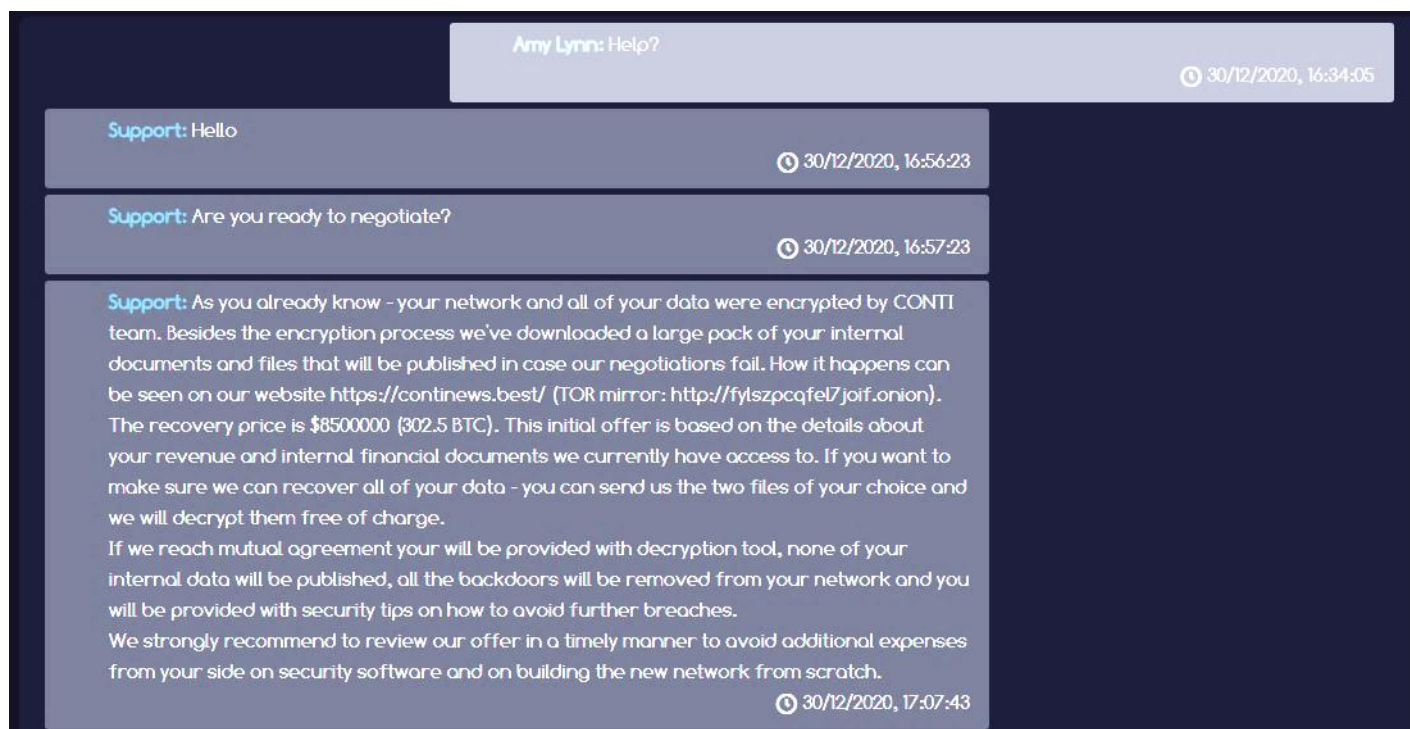 Amy Lynn: Help?
30/12/2020, 16:34:05
Support: Hello
30/12/2020, 16:56:23
Support: Are you ready to negotiate?
30/12/2020, 16:57:23
Support: As you already know - your network and all of your data were encrypted by CONTI
team. Besides the encryption process we've downloaded a large pack of your internal
documents and files that will be published in case our negotiations fail. How it happens can
be seen on our website https://continews.best/ (TOR mirror: http://fylszpcqfel7joif.onion).
The recovery price is $8500000 (302.5 BTC). This initial offer is based on the details about
your revenue and internal financial documents we currently have access to. If you want to
make sure we can recover all of your data - you can send us the two files of your choice and
we will decrypt them free of charge.
If we reach mutual agreement your will be provided with decryption tool, none of your
internal data will be published, all the backdoors will be removed from your network and you
will be provided with security tips on how to avoid further breaches.
We strongly recommend to review our offer in a timely manner to avoid additional expenses
from your side on security software and on building the new network from scratch.
30/12/2020, 17:07:43